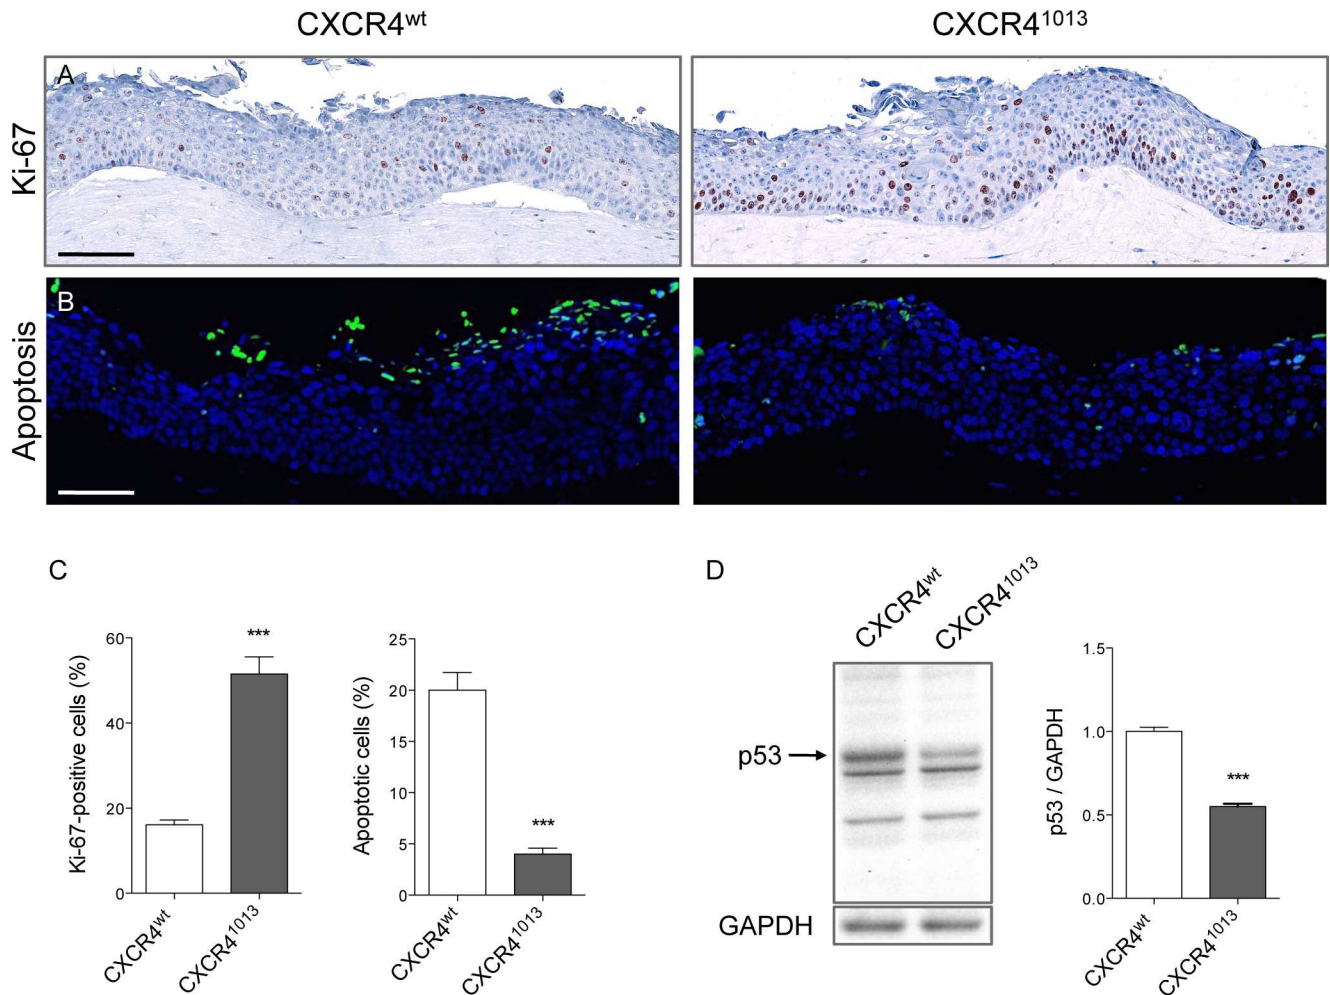 CXCR4wt CXCR41013
A
Ki-67
B
Apoptosis
C
Ki-67-positive cells (%)
60
40
20
0
***
CXCR4wt
CXCR41013
Apoptotic cells (%)
25
20
15
10
5
0
***
CXCR4wt
CXCR41013
D
CXCR4wt
CXCR41013
p53
GAPDH
p53 / GAPDH
1.5
1.0
0.5
0.0
***
CXCR4wt
CXCR41013